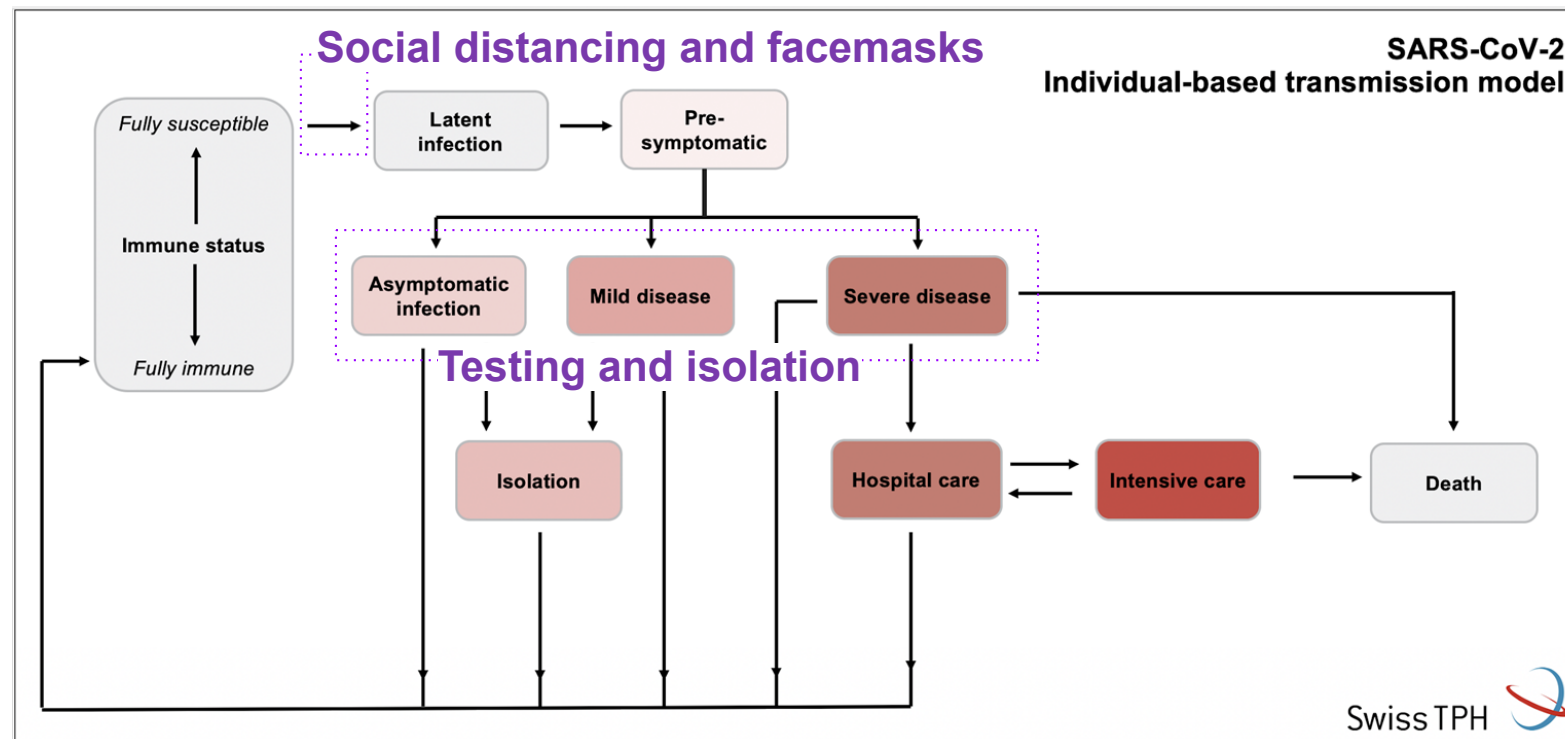 Social distancing and facemasks
SARS-CoV-2
Individual-based transmission model
Fully susceptible
Immune status
Fully immune
Latent
infection
Pre-
symptomatic
Asymptomatic
infection
Mild disease
Severe disease
Testing and isolation
Isolation
Hospital care
Intensive care
Death
Swiss TPH